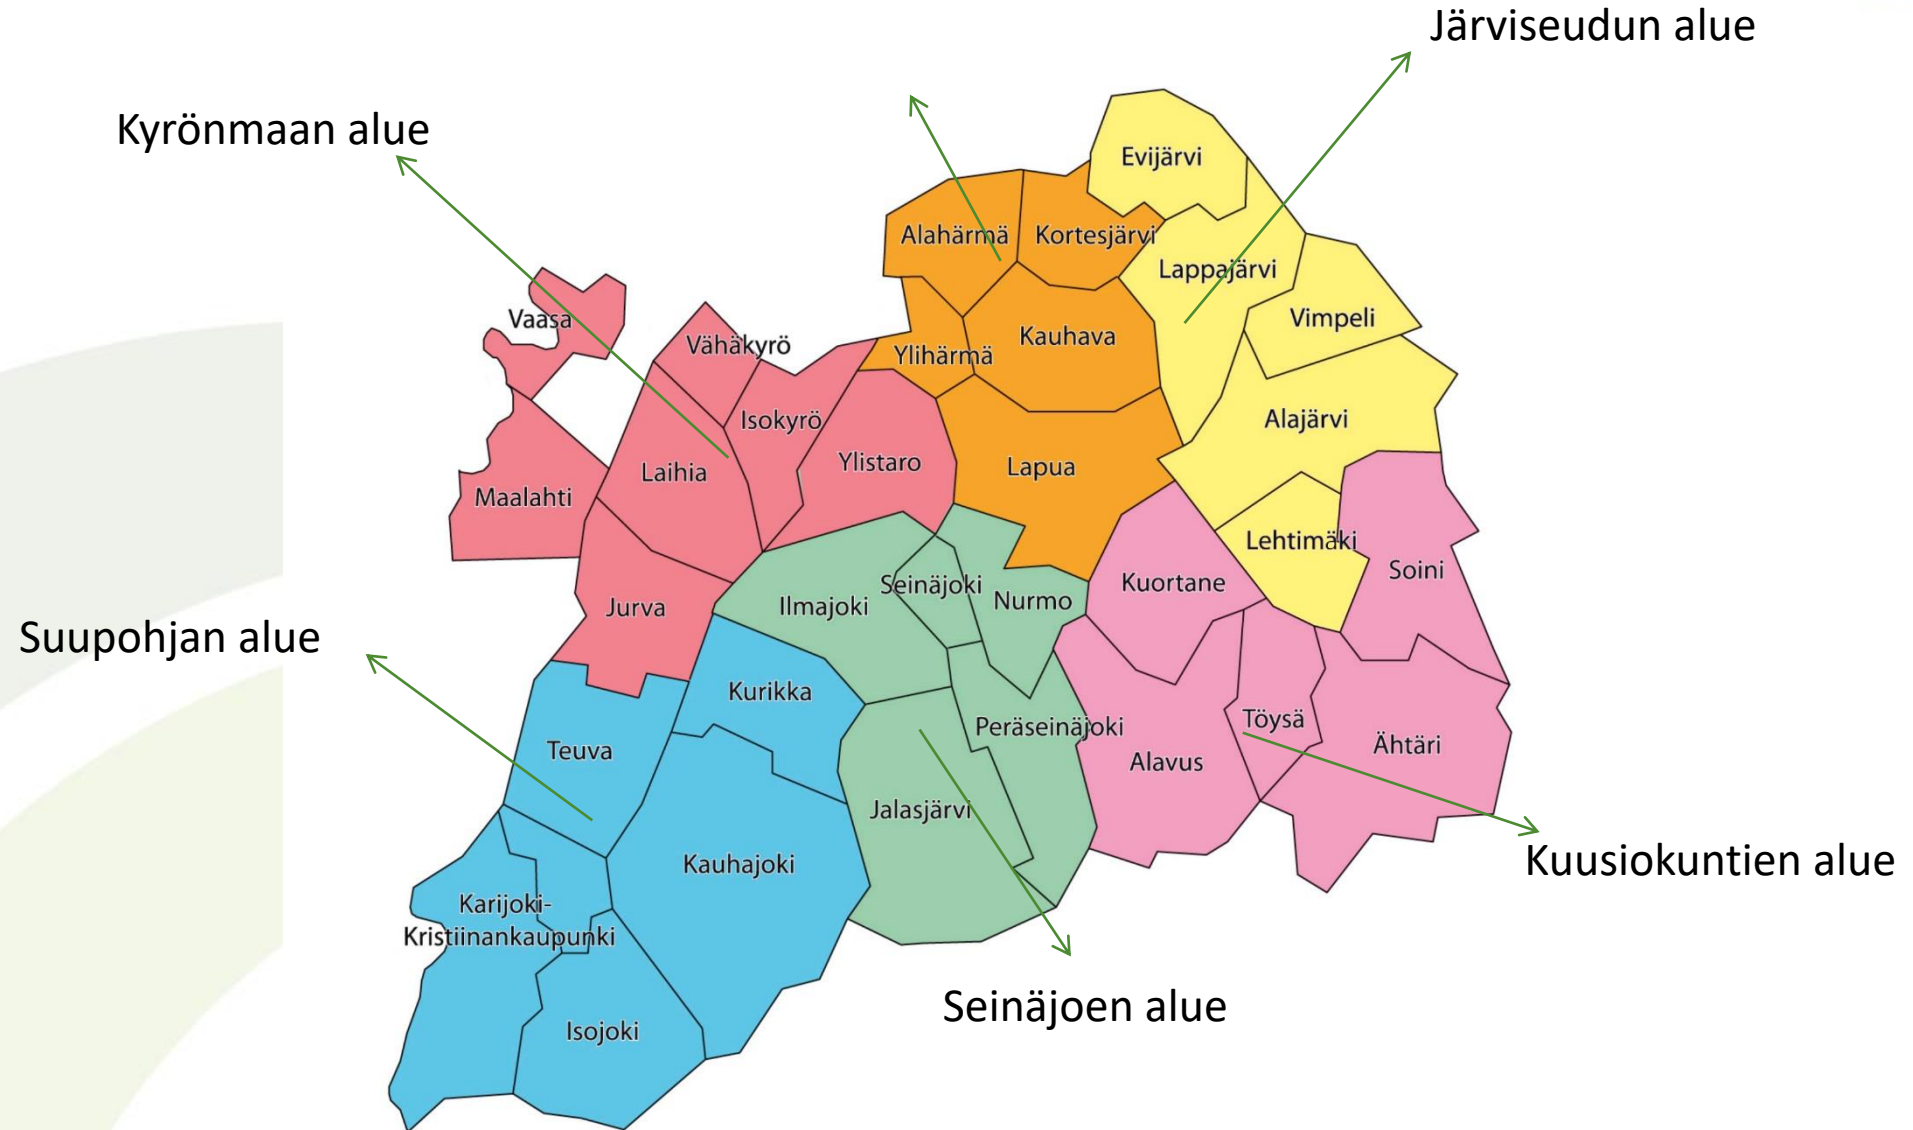 Järviseudun alue
Kyrönmaan alue
Evijärvi
Alahärmä
Kortesjärvi
Lappajärvi
Vaasa
Vimpeli
Vähäkyrö
Ylihärmä
Kauhava
Isokyrö
Alajärvi
Laihia
Ylistaro
Lapua
Maalahti
Lehtimäki
Soini
Jurva
Ilmajoki
Seinäjoki
Nurmo
Kuortane
Suupohjan alue
Kurikka
Teuva
Peräseinäjoki
Töysä
Ähtäri
Alavus
Jalasjärvi
Kauhajoki
Kuusiokuntien alue
Karijoki-
Kristiinankaupunki
Seinäjoen alue
Isojoki